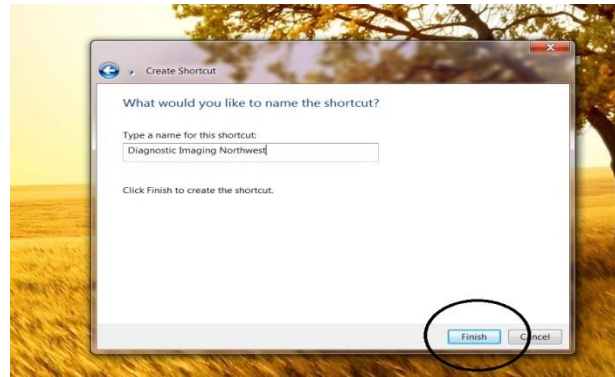 Create Shortcut
What would you like to name the shortcut?
Type a name for this shortcut:
Diagnostic Imaging Northwest
Click Finish to create the shortcut.
Finish Cancel